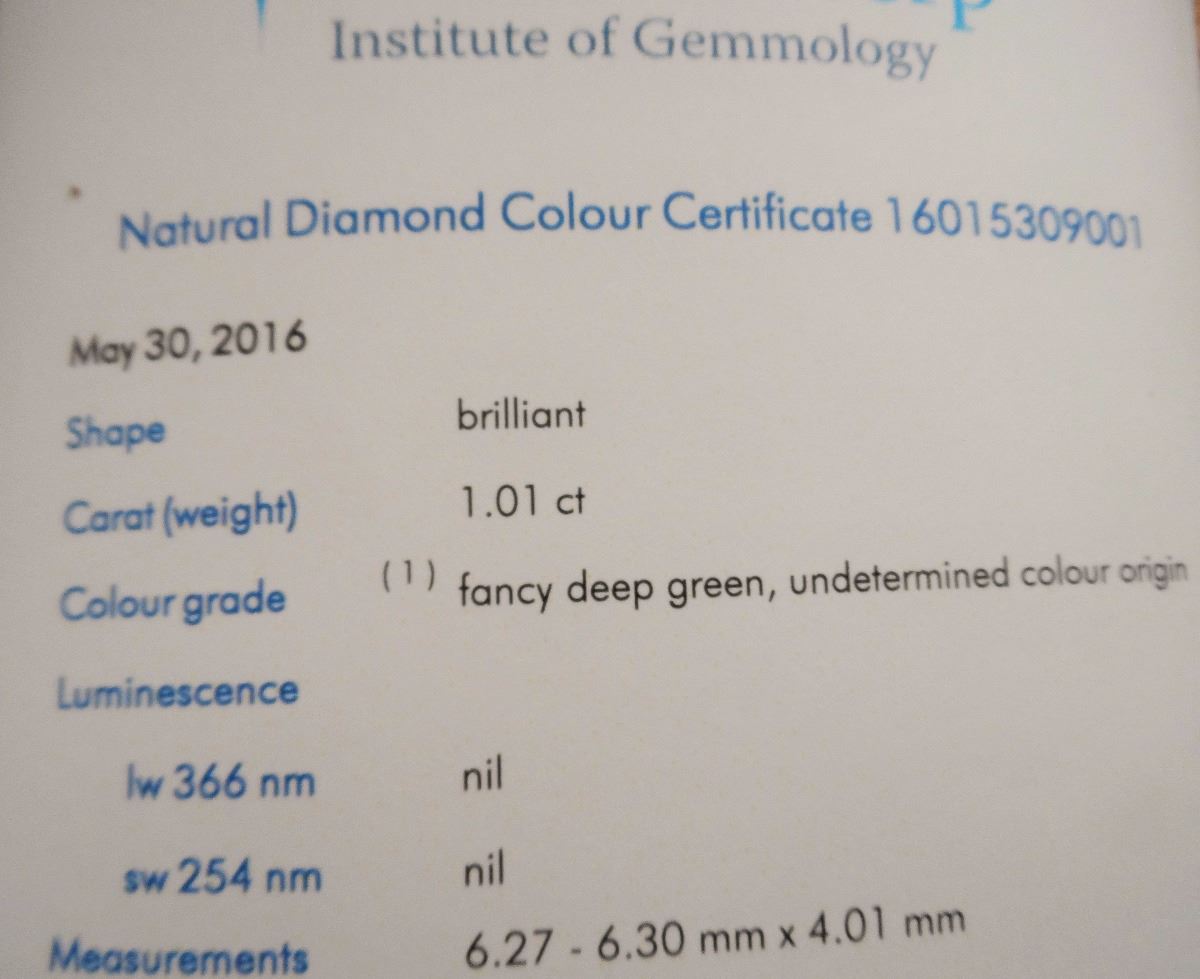 Institute of Gemmology
Natural Diamond Colour Certificate 16015309001
May 30, 2016
Shape brilliant
Carat (weight) 1.01 ct
Colour grade (1) fancy deep green, undetermined colour origin
Luminescence
lw 366 nm nil
sw 254 nm nil
Measurements 6.27 - 6.30 mm x 4.01 mm